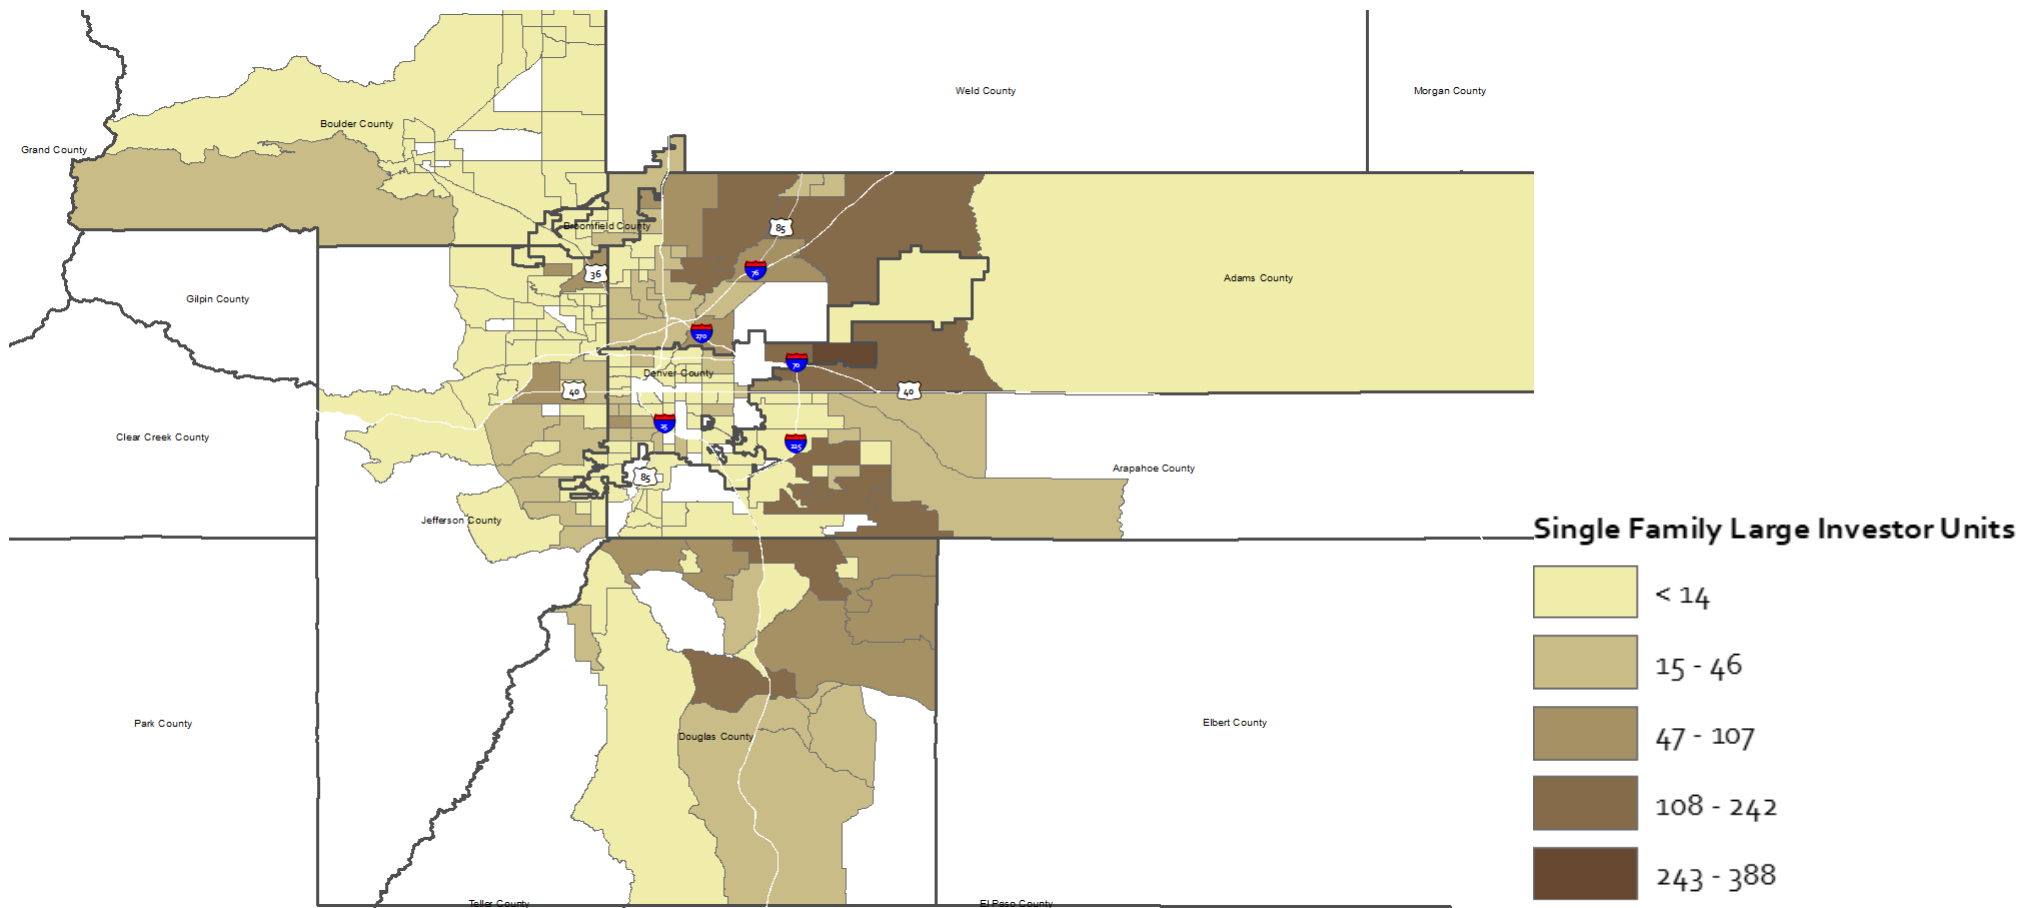 Weld County
Morgan County
Boulder County
Grand County
Broomfield County
85
36
76
Adams County
Gilpin County
270
70
Denver County
40
40
25
Clear Creek County
225
Arapahoe County
85
Jefferson County
Single Family Large Investor Units
< 14
15 - 46
47 - 107
108 - 242
243 - 388
Park County
Elbert County
Douglas County
Teller County
El Paso County